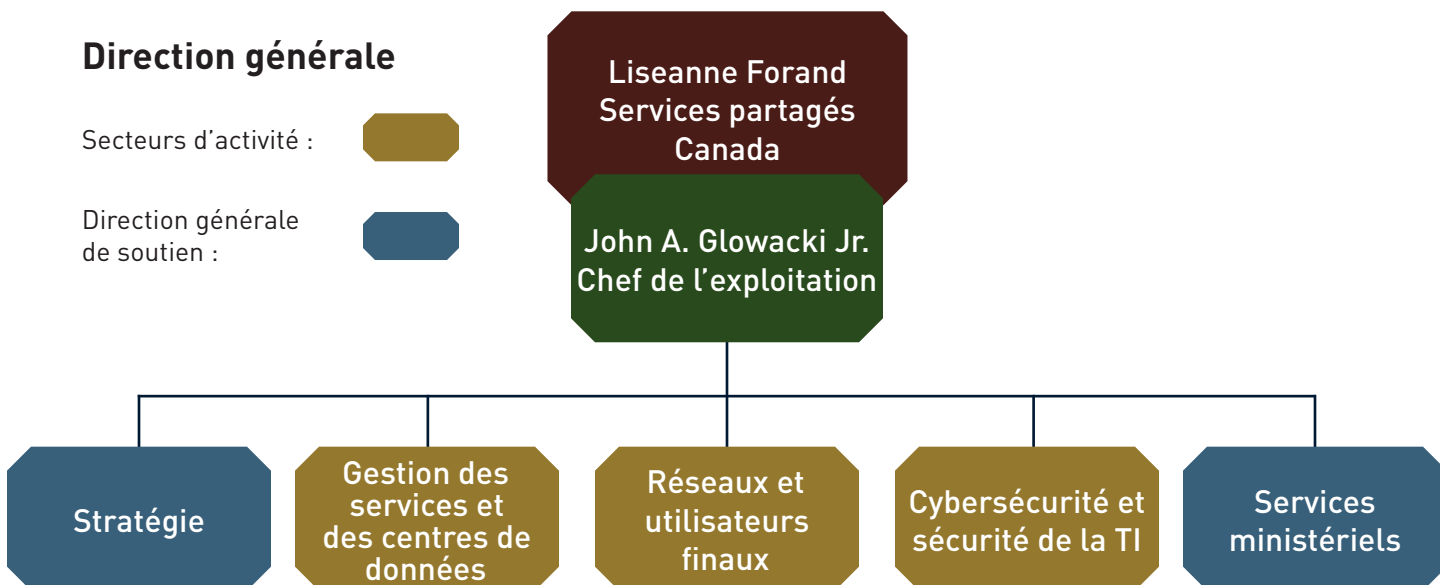 Direction générale
Secteurs d'activité :
Direction générale
de soutien :
Liseanne Forand
Services partagés
Canada
John A. Glowacki Jr.
Chef de l'exploitation
Stratégie
Gestion des
services et
des centres de
données
Réseaux et
utilisateurs
finaux
Cybersécurité et
sécurité de la TI
Services
ministériels